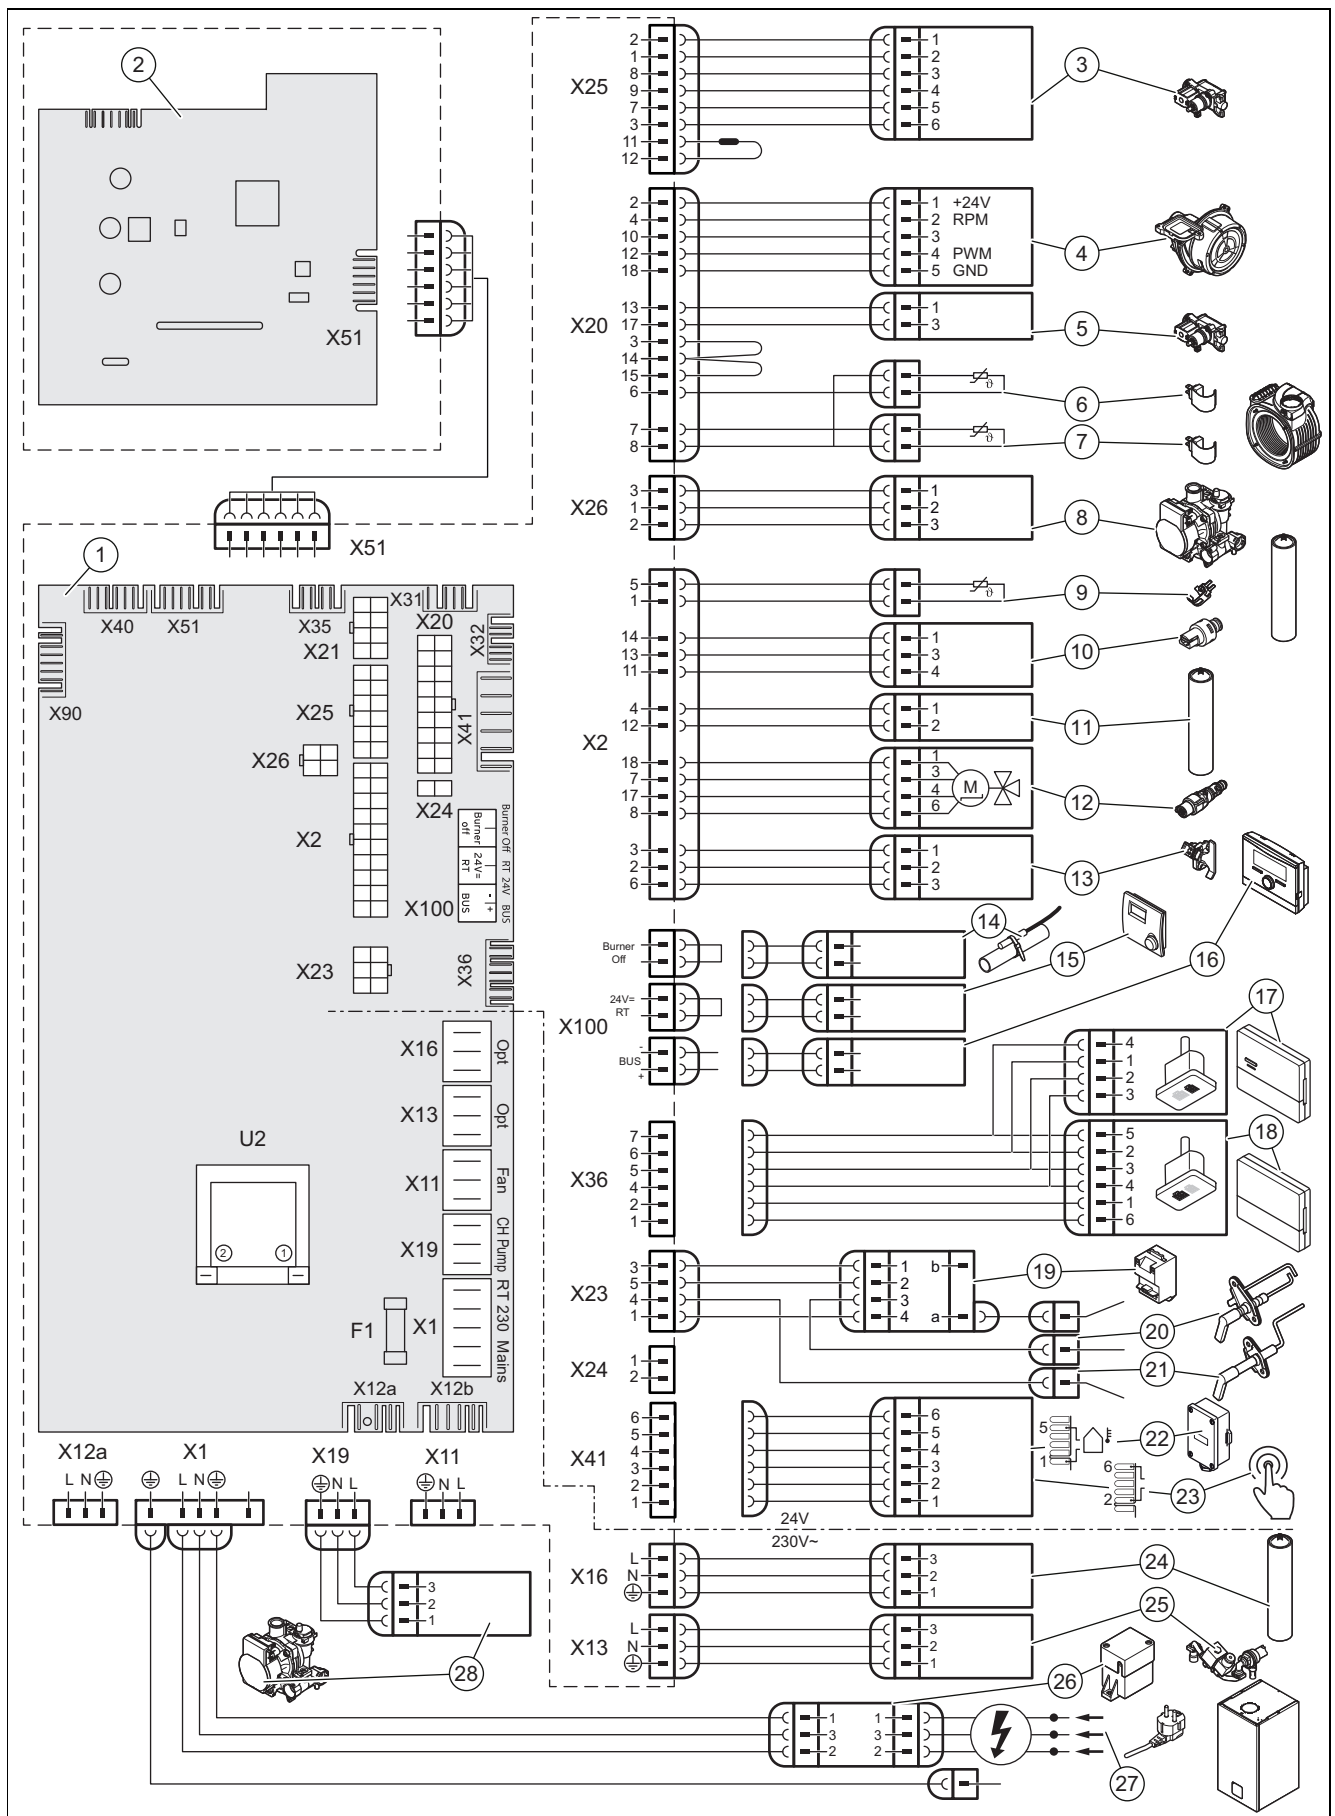 2
X51
X51
1
X40
X51
X35
X31
X20
X32
X21
X90
X25
X41
X26
X24
X2
Burner off
24V= RT
- + BUS
Burner Off RT 24V BUS
X100
X23
X36
X16
Opt
X13
Opt
U2
2
1
X11
Fan
X19
CH Pump
F1
X1
RT 230 Mains
X12a
X12b
X12a
L N
X1
L N
X19
N L
X11
N L
3
2
1
28
X25
2
1
8
9
7
3
11
12
1
2
3
4
5
6
3
X20
2
4
10
12
18
13
17
3
14
15
6
7
8
1 +24V
2 RPM
3
4 PWM
5 GND
4
1
3
5
6
7
X26
3
1
2
1
2
3
8
X2
5
1
14
13
11
4
12
18
7
17
8
3
2
6
ϑ
ϑ
ϑ
9
1
3
4
10
1
2
11
1
3
4
6
M
12
1
2
3
13
X100
Burner
Off
24V=
RT
-
BUS
+
14
15
16
X36
7
6
5
4
2
1
4
1
2
3
17
5
2
3
4
1
6
18
X23
3
5
4
1
1
2
3
4
b
a
19
20
21
X24
1
2
X41
6
5
4
3
2
1
6
5
4
3
2
1
5
1
22
6
2
23
24V
230V~
X16
L
N
3
2
1
24
X13
L
N
3
2
1
25
26
1
3
2
1
3
2
27